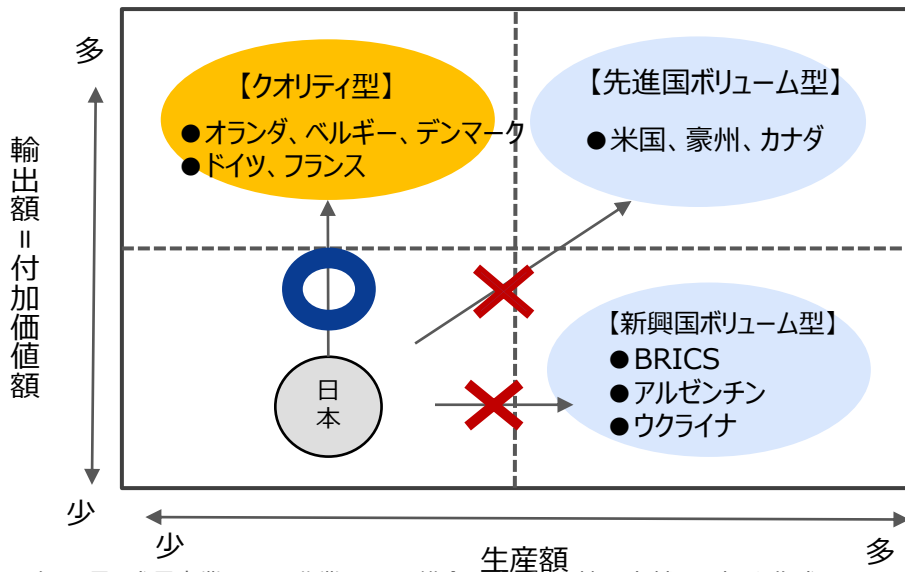 多
輸出額=付加価値額
少
【クオリティ型】
●オランダ、ベルギー、デンマーク
●ドイツ、フランス
【先進国ボリューム型】
●米国、豪州、カナダ
日本
【新興国ボリューム型】
●BRICS
●アルゼンチン
●ウクライナ
少
生産額
多